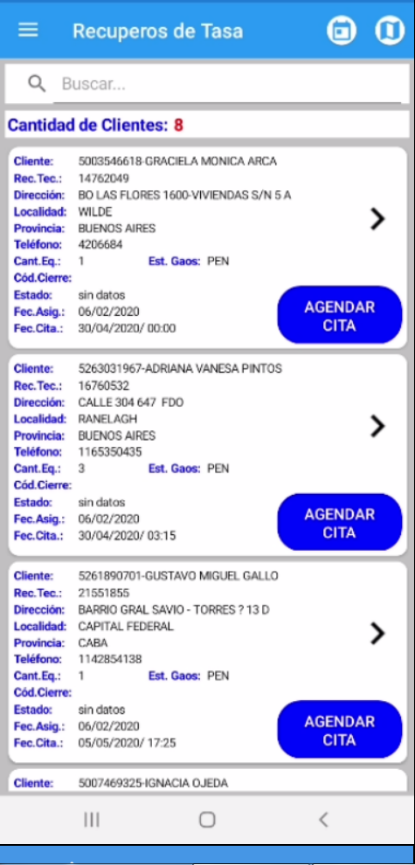 Recuperos de Tasa
Buscar...
Cantidad de Clientes: 8
Cliente: 5003546618-GRACIELA MONICA ARCA
Rec.Tec.: 14762049
Dirección: BO LAS FLORES 1600-VIVIENDAS S/N 5 A
Localidad: WILDE
Provincia: BUENOS AIRES
Teléfono: 4206684
Cant.Eq.: 1 Est. Gaos: PEN
Cód.Cierre:
Estado: sin datos
Fec.Asig.: 06/02/2020
Fec.Cita.: 30/04/2020/ 00:00
AGENDAR
CITA
Cliente: 5263031967-ADRIANA VANESA PINTOS
Rec.Tec.: 16760532
Dirección: CALLE 304 647 FDO
Localidad: RANELAGH
Provincia: BUENOS AIRES
Teléfono: 1165350435
Cant.Eq.: 3 Est. Gaos: PEN
Cód.Cierre:
Estado: sin datos
Fec.Asig.: 06/02/2020
Fec.Cita.: 30/04/2020/ 03:15
AGENDAR
CITA
Cliente: 5261890701-GUSTAVO MIGUEL GALLO
Rec.Tec.: 21551855
Dirección: BARRIO GRAL SAVIO - TORRES ? 13 D
Localidad: CAPITAL FEDERAL
Provincia: CABA
Teléfono: 1142854138
Cant.Eq.: 1 Est. Gaos: PEN
Cód.Cierre:
Estado: sin datos
Fec.Asig.: 06/02/2020
Fec.Cita.: 05/05/2020/ 17:25
AGENDAR
CITA
Cliente: 5007469325-IGNACIA OJEDA